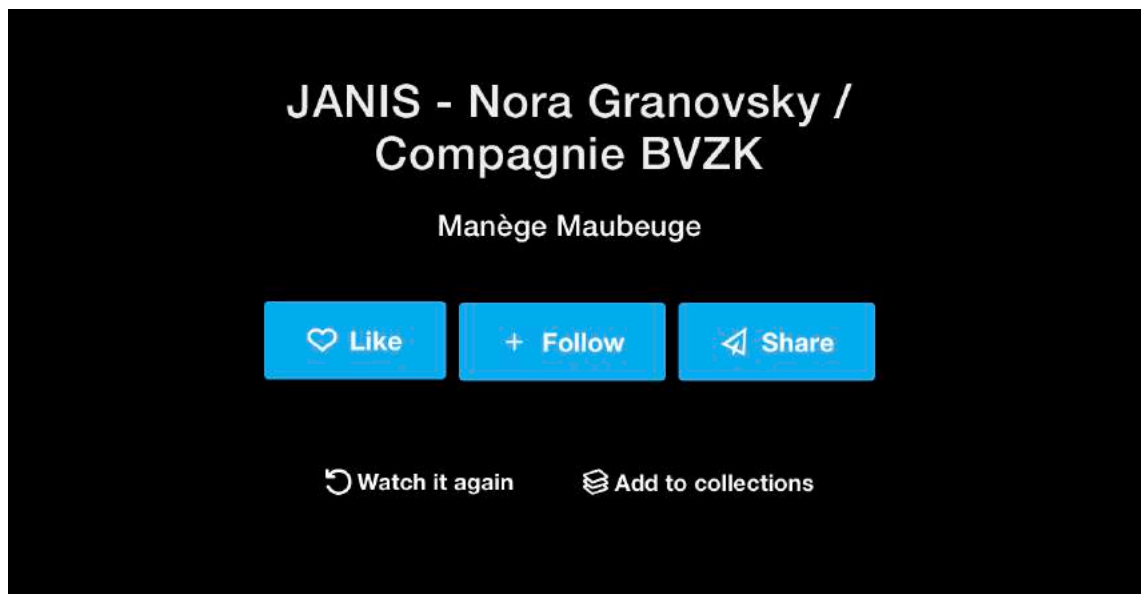 JANIS - Nora Granovsky /
Compagnie BVZK
Manège Maubeuge
Like
+ Follow
Share
Watch it again
Add to collections